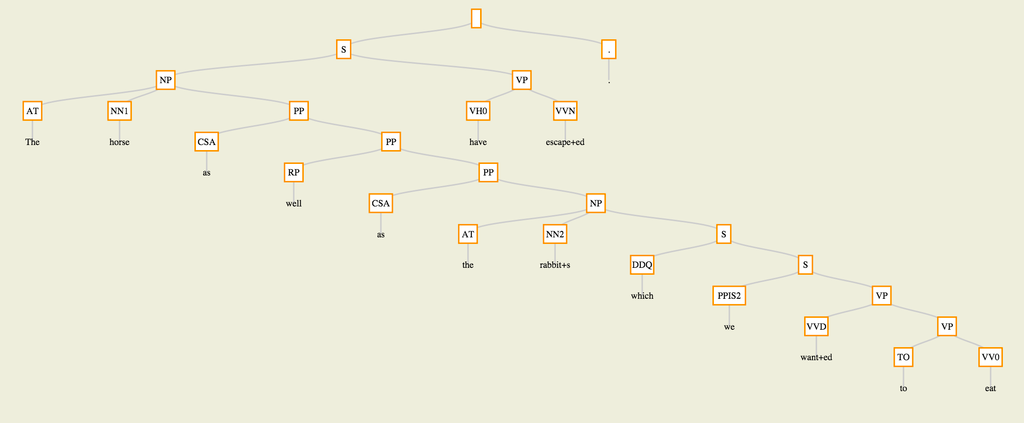 S .
NP VP .
AT NN1 PP VH0 VVN
The horse CSA PP have escape+ed
as RP PP
well CSA NP
as AT NN2 S
the rabbit+s DDQ S
which PPIS2 VP
we VVD VP
want+ed TO VV0
to eat